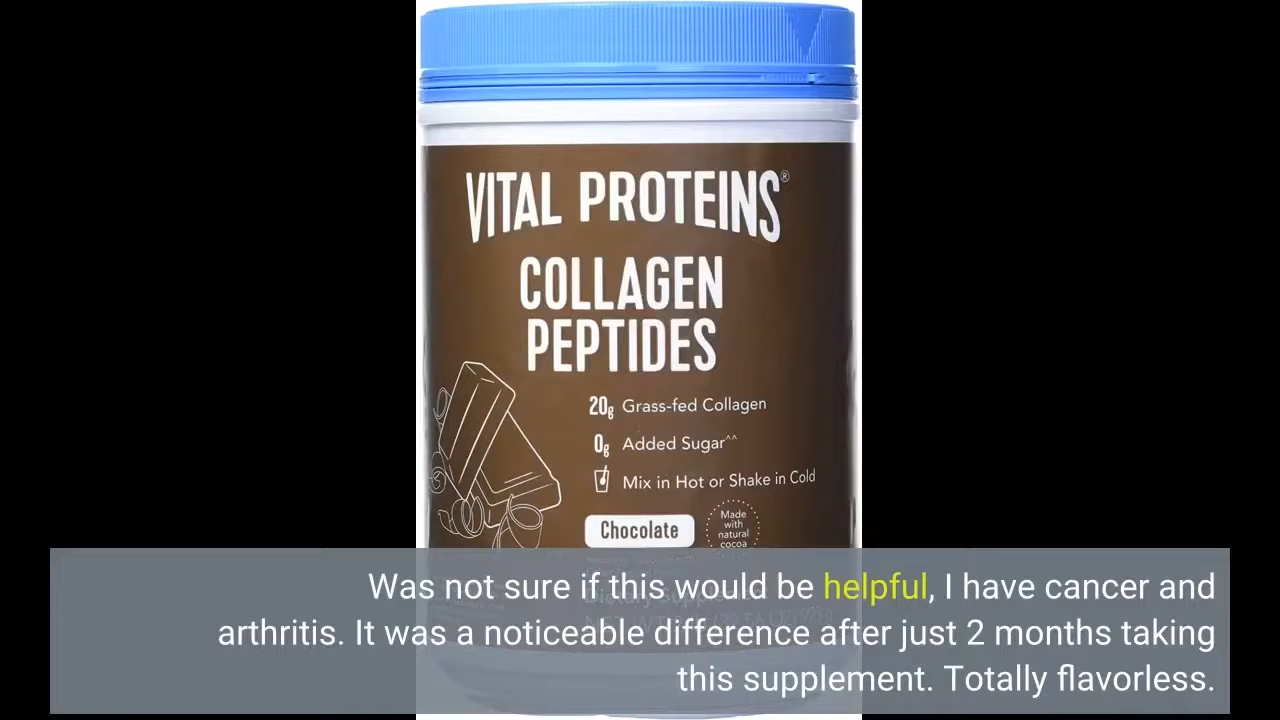 VITAL PROTEINS®
COLLAGEN
PEPTIDES
20g Grass-fed Collagen
0g Added Sugar^^
Mix in Hot or Shake in Cold
Chocolate
Made
with
natural
cocoa
Was not sure if this would be helpful, I have cancer and
arthritis. It was a noticeable difference after just 2 months taking
this supplement. Totally flavorless.